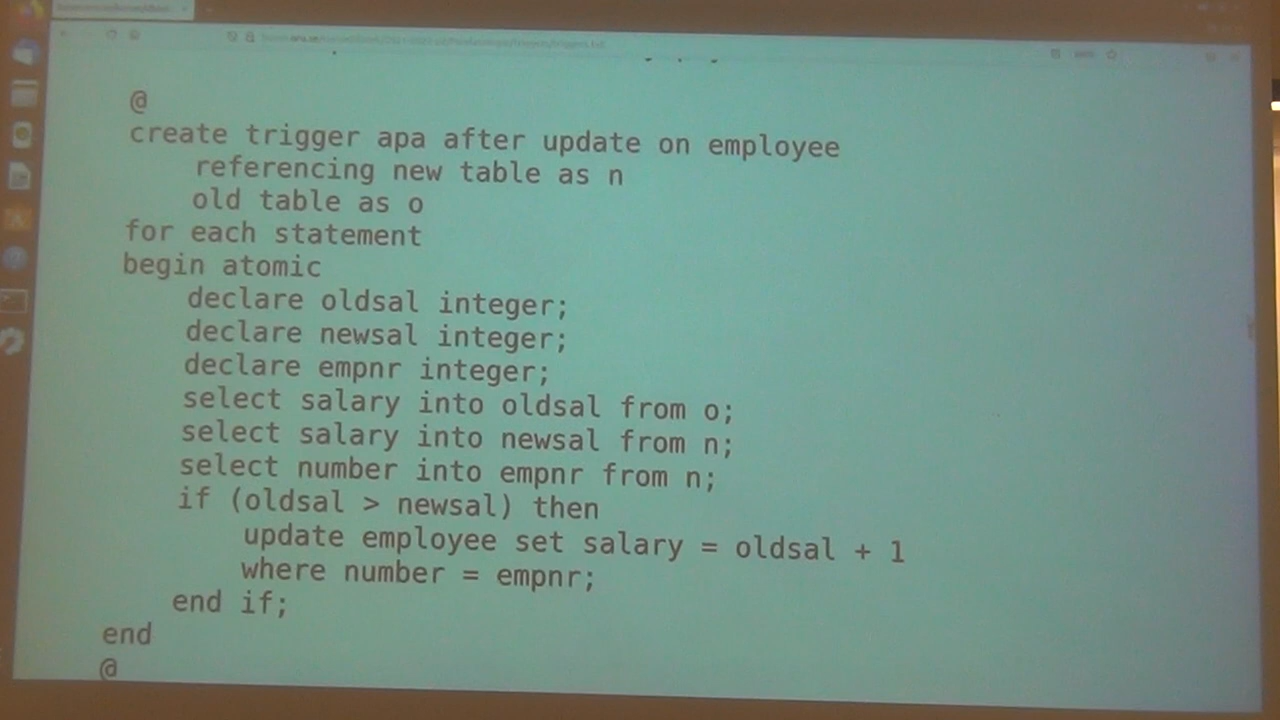 @
create trigger apa after update on employee
referencing new table as n
old table as o
for each statement
begin atomic
declare oldsal integer;
declare newsal integer;
declare empnr integer;
select salary into oldsal from o;
select salary into newsal from n;
select number into empnr from n;
if (oldsal > newsal) then
update employee set salary = oldsal + 1
where number = empnr;
end if;
end
@